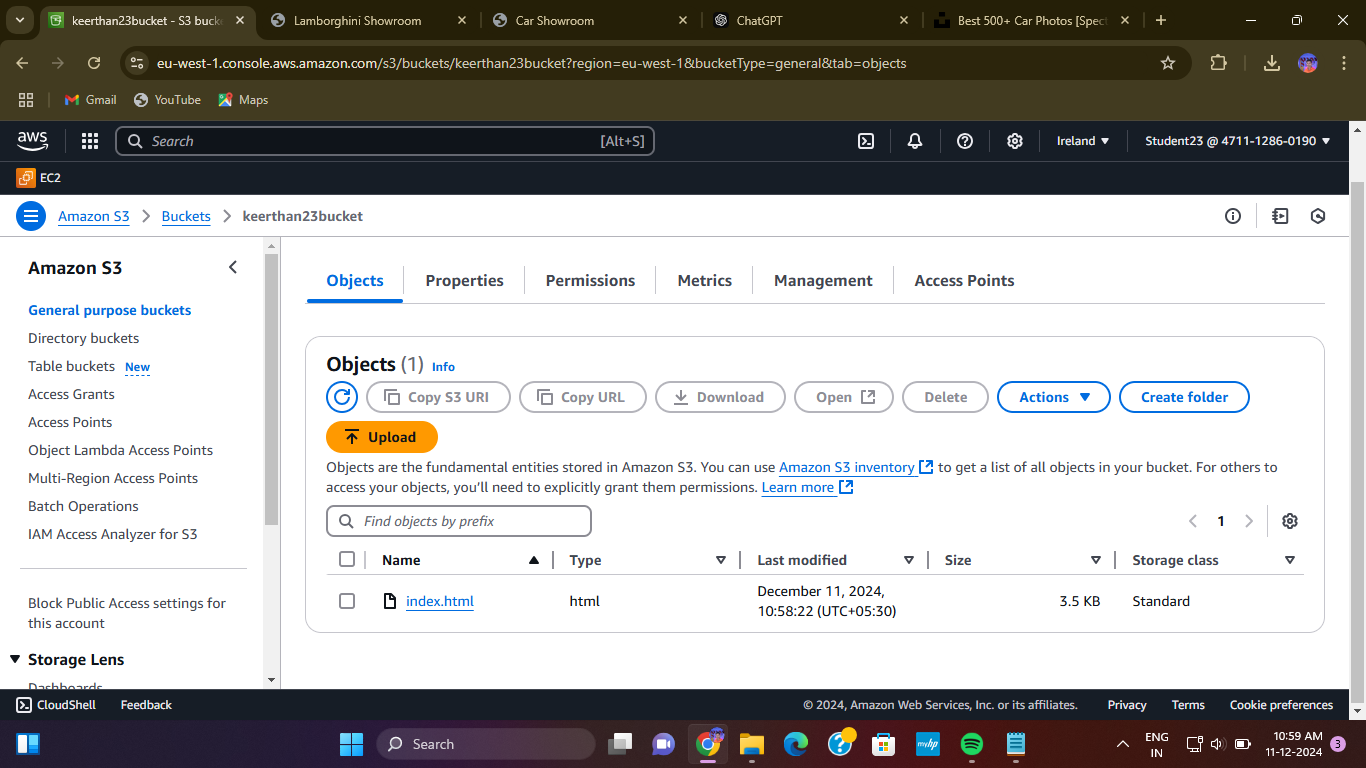 keerthan23bucket - S3 bucke
Lamborghini Showroom
Car Showroom
ChatGPT
Best 500+ Car Photos [Spect
eu-west-1.console.aws.amazon.com/s3/buckets/keerthan23bucket?region=eu-west-1&bucketType=general&tab=objects
Gmail
YouTube
Maps
aws
Search
[Alt+S]
Ireland
Student23 @ 4711-1286-0190
EC2
Amazon S3
Buckets
keerthan23bucket
Amazon S3
General purpose buckets
Directory buckets
Table buckets New
Access Grants
Access Points
Object Lambda Access Points
Multi-Region Access Points
Batch Operations
IAM Access Analyzer for S3
Block Public Access settings for
this account
Storage Lens
Dashboards
Objects
Properties
Permissions
Metrics
Management
Access Points
Objects (1) Info
Copy S3 URI
Copy URL
Download
Open
Delete
Actions
Create folder
Upload
Objects are the fundamental entities stored in Amazon S3. You can use Amazon S3 inventory to get a list of all objects in your bucket. For others to
access your objects, you'll need to explicitly grant them permissions. Learn more
Find objects by prefix
1
Name
Type
Last modified
Size
Storage class
index.html
html
December 11, 2024,
10:58:22 (UTC+05:30)
3.5 KB
Standard
CloudShell
Feedback
© 2024, Amazon Web Services, Inc. or its affiliates.
Privacy
Terms
Cookie preferences
Search
myhp
ENG
IN
10:59 AM
11-12-2024
3